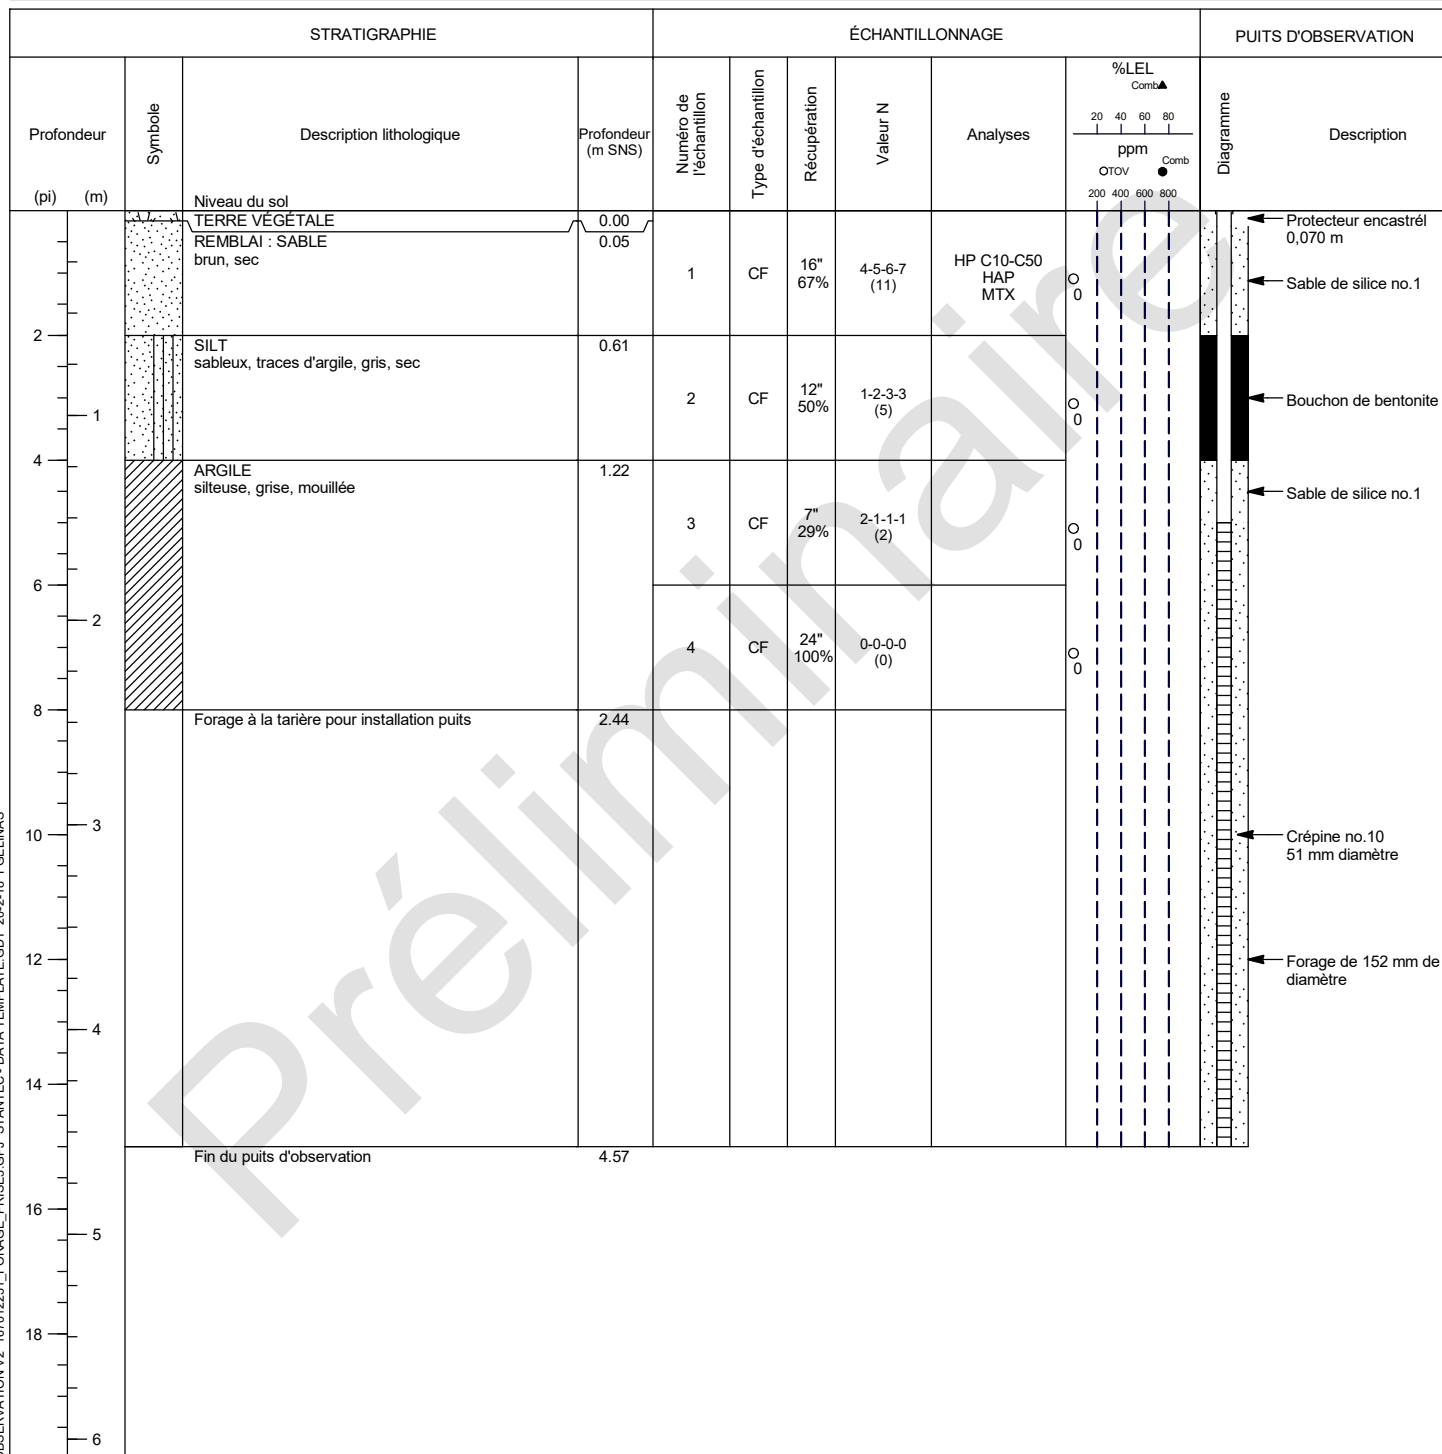 STRATIGRAPHIE
ÉCHANTILLONNAGE
PUITS D'OBSERVATION
Profondeur
(pi)
(m)
Symbole
Description lithologique
Niveau du sol
Profondeur
(m SNS)
Numéro de
l'échantillon
Type d'échantillon
Récupération
Valeur N
Analyses
%LEL
Comb
20 40 60 80
ppm
TOV
Comb
200 400 600 800
Diagramme
Description
TERRE VÉGÉTALE
0.00
REMBLAI : SABLE
brun, sec
0.05
1
CF
16"
67%
4-5-6-7
(11)
HP C10-C50
HAP
MTX
0
Protecteur encastrél
0,070 m
Sable de silice no.1
2
SILT
sableux, traces d'argile, gris, sec
0.61
2
CF
12"
50%
1-2-3-3
(5)
0
Bouchon de bentonite
1
4
ARGILE
silteuse, grise, mouillée
1.22
3
CF
7"
29%
2-1-1-1
(2)
0
Sable de silice no.1
6
2
4
CF
24"
100%
0-0-0-0
(0)
0
8
Forage à la tarière pour installation puits
2.44
10
3
Crépine no.10
51 mm diamètre
12
Forage de 152 mm de
diamètre
4
14
Fin du puits d'observation
4.57
16
5
18
6
Préliminaire